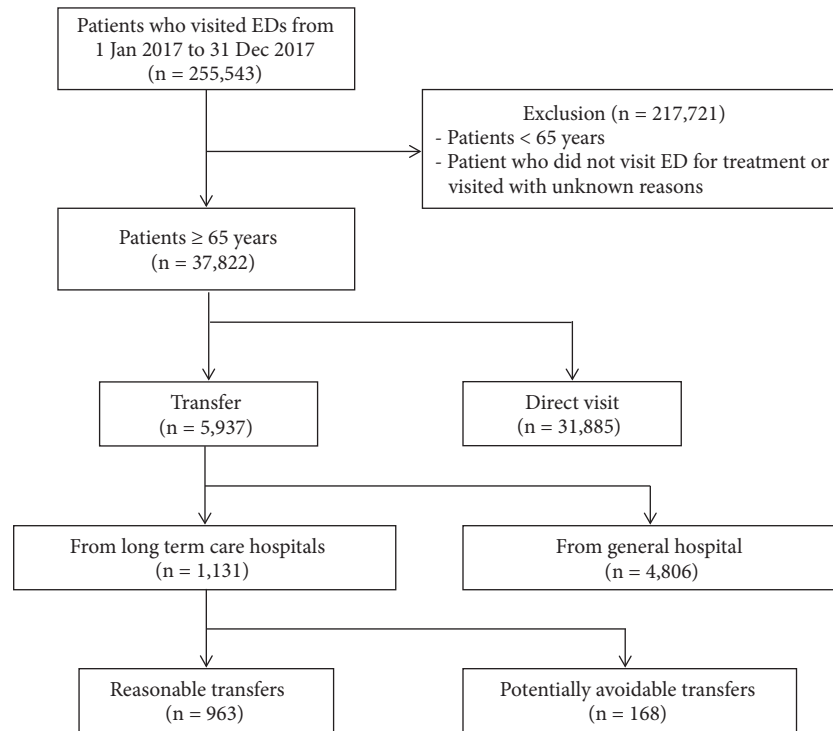 Patients who visited EDs from
1 Jan 2017 to 31 Dec 2017
(n = 255,543)
Exclusion (n = 217,721)
- Patients < 65 years
- Patient who did not visit ED for treatment or
visited with unknown reasons
Patients ≥ 65 years
(n = 37,822)
Transfer
(n = 5,937)
Direct visit
(n = 31,885)
From long term care hospitals
(n = 1,131)
From general hospital
(n = 4,806)
Reasonable transfers
(n = 963)
Potentially avoidable transfers
(n = 168)